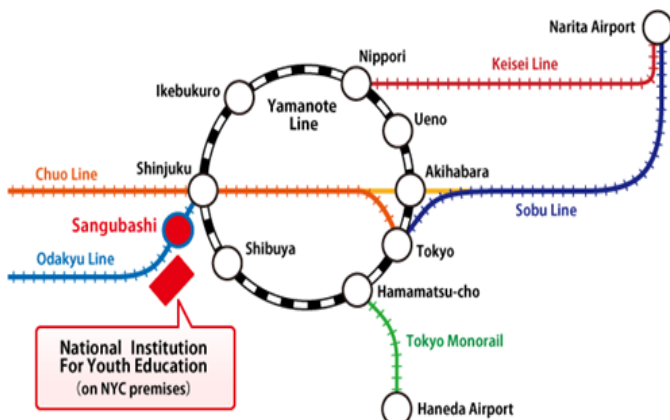 Narita Airport
Nippori
Keisei Line
Ikebukuro
Yamanote
Line
Ueno
Chuo Line
Shinjuku
Akihabara
Sangubashi
Sobu Line
Shibuya
Tokyo
Odakyu Line
Hamamatsu-cho
National Institution
For Youth Education
(on NYC premises)
Tokyo Monorail
Haneda Airport